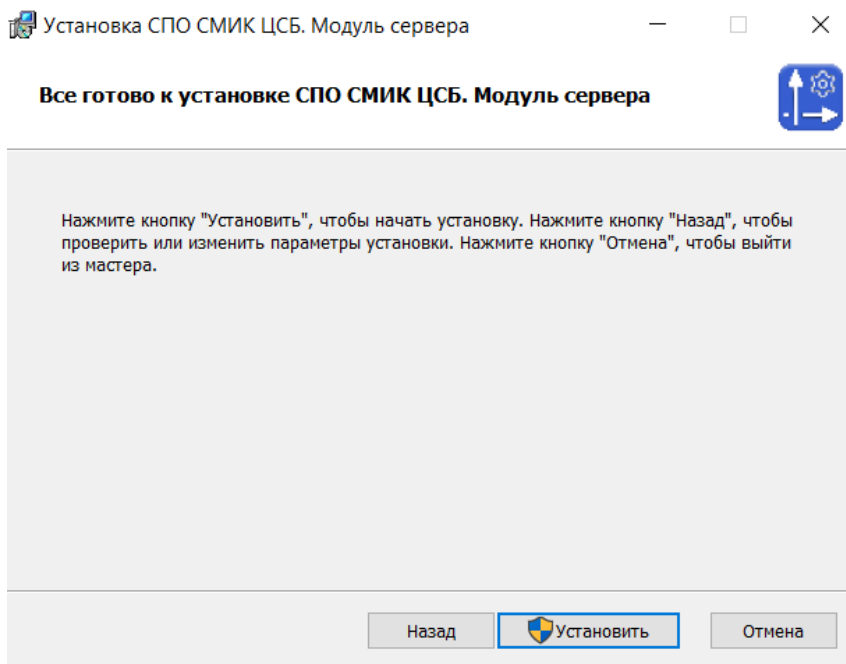 Установка СПО СМИК ЦСБ. Модуль сервера
Все готово к установке СПО СМИК ЦСБ. Модуль сервера
Нажмите кнопку "Установить", чтобы начать установку. Нажмите кнопку "Назад", чтобы
проверить или изменить параметры установки. Нажмите кнопку "Отмена", чтобы выйти
из мастера.
Назад
Установить
Отмена